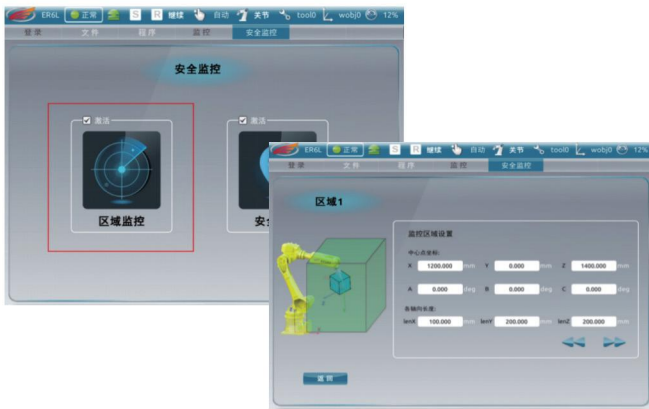 ER6L 正常 S R 继续 自动 关节 tool0 wobj0 12%
登录 文件 程序 监控 安全监控
安全监控
激活
激活
区域监控
安
ER6L 正常 S R 继续 自动 关节 tool0 wobj0 12%
登录 文件 程序 监控 安全监控
区域1
监控区域设置
中心点坐标:
X 1200.000 mm Y 0.000 mm Z 1400.000 mm
A 0.000 deg B 0.000 deg C 0.000 deg
各轴向长度:
lenX 100.000 mm lenY 200.000 mm lenZ 200.000 mm
返回